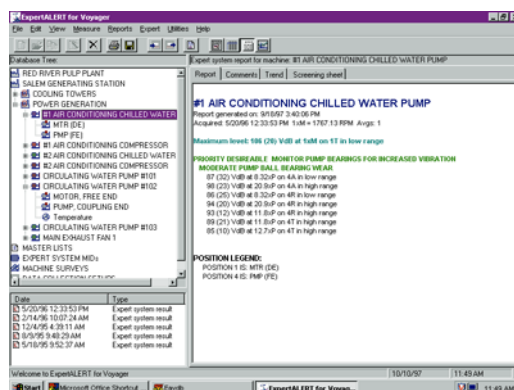 ExpertALERT for Voyager
File Edit View Measure Reports Expert Utilities Help
Database Tree:
RED RIVER PULP PLANT
SALEM GENERATING STATION
COOLING TOWERS
POWER GENERATION
#1 AIR CONDITIONING CHILLED WATER
MTR (DE)
PMP (FE)
#1 AIR CONDITIONING COMPRESSOR
#2 AIR CONDITIONING CHILLED WATER
#2 AIR CONDITIONING COMPRESSOR
CIRCULATING WATER PUMP #101
CIRCULATING WATER PUMP #102
MOTOR, FREE END
PUMP, COUPLING END
Temperature
CIRCULATING WATER PUMP #103
MAIN EXHAUST FAN 1
MASTER LISTS
EXPERT SYSTEM MIDs
MACHINE SURVEYS
DATA COLLECTION SETUPS
Date Type
5/20/96 12:33:53 PM Expert system result
2/14/96 10:07:24 AM Expert system result
12/4/95 4:39:11 AM Expert system result
8/9/95 9:48:29 AM Expert system result
5/18/95 9:52:37 AM Expert system result
Expert system report for machine: #1 AIR CONDITIONING CHILLED WATER PUMP
Report Comments Trend Screening sheet
#1 AIR CONDITIONING CHILLED WATER PUMP
Report generated on: 9/18/97 3:40:06 PM
Acquired: 5/20/96 12:33:53 PM 1xM = 1767.13 RPM Avgs: 1
Maximum level: 106 (26) VdB at 1xM on 1T in low range
PRIORITY DESIREABLE: MONITOR PUMP BEARINGS FOR INCREASED VIBRATION
MODERATE PUMP BALL BEARING WEAR
87 (32) VdB at 8.32xP on 4A in low range
98 (23) VdB at 20.9xP on 4A in high range
86 (25) VdB at 8.32xP on 4R in low range
94 (20) VdB at 20.9xP on 4R in high range
93 (12) VdB at 11.8xP on 4R in high range
89 (21) VdB at 11.8xP on 4T in high range
85 (10) VdB at 12.7xP on 4T in high range
POSITION LEGEND:
POSITION 1 IS: MTR (DE)
POSITION 4 IS: PMP (FE)
Welcome to ExpertALERT for Voyager 10/10/97 11:49 AM
Start Microsoft Office Shortcut ExpertALERT for Voyag... 11:49 AM